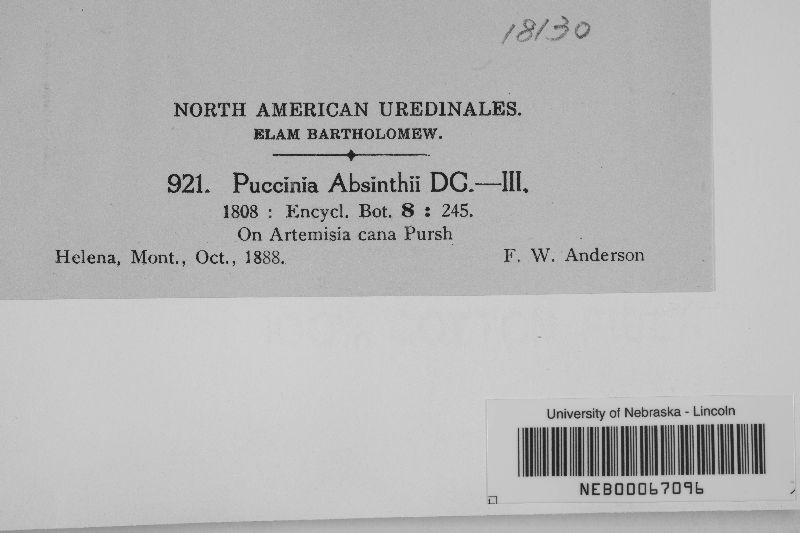 18130
NORTH AMERICAN UREDINALES.
ELAM BARTHOLOMEW.
921. Puccinia Absinthii DC.—III.
1808 : Encycl. Bot. 8 : 245.
On Artemisia cana Pursh
Helena, Mont., Oct., 1888. F. W. Anderson
University of Nebraska - Lincoln
NEB00067096